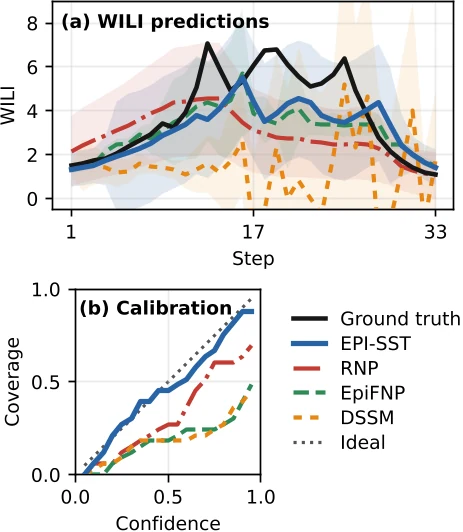 (a) WILI predictions
WILI
8
6
4
2
0
1
17
33
Step
(b) Calibration
Coverage
1.0
0.5
0.0
0.0
0.5
1.0
Confidence
Ground truth
EPI-SST
RNP
EpiFNP
DSSM
Ideal